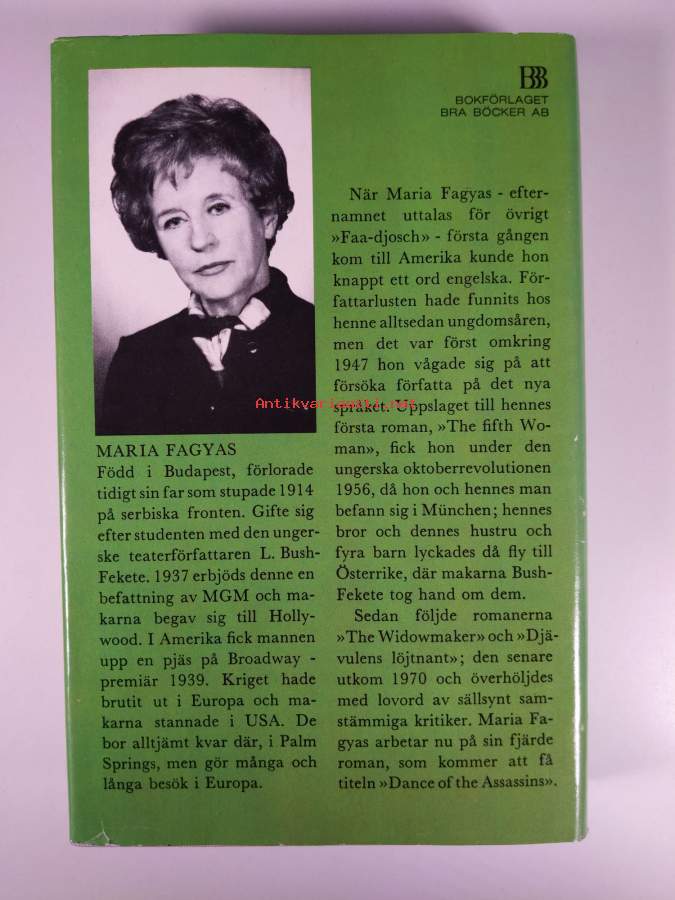 BBB
BOKFÖRLAGET
BRA BÖCKER AB
MARIA FAGYAS
Född i Budapest, förlorade
tidigt sin far som stupade 1914
på serbiska fronten. Gifte sig
efter studenten med den unger-
ske teaterförfattaren L. Bush-
Fekete. 1937 erbjöds denne en
befattning av MGM och ma-
karna begav sig till Holly-
wood. I Amerika fick mannen
upp en pjäs på Broadway -
premiär 1939. Kriget hade
brutit ut i Europa och ma-
karna stannade i USA. De
bor alltjämt kvar där, i Palm
Springs, men gör många och
långa besök i Europa.
När Maria Fagyas - efter-
namnet uttalas för övrigt
»Faa-djosch» - första gången
kom till Amerika kunde hon
knappt ett ord engelska. För-
fattarlusten hade funnits hos
henne alltsedan ungdomsåren,
men det var först omkring
1947 hon vågade sig på att
försöka författa på det nya
språket. Uppslaget till hennes
första roman, »The fifth Wo-
man», fick hon under den
ungerska oktoberrevolutionen
1956, då hon och hennes man
befann sig i München; hennes
bror och dennes hustru och
fyra barn lyckades då fly till
Österrike, där makarna Bush-
Fekete tog hand om dem.
Sedan följde romanerna
»The Widowmaker» och »Djä-
vulens löjtnant»; den senare
utkom 1970 och överhöljdes
med lovord av sällsynt sam-
stämmiga kritiker. Maria Fa-
gyas arbetar nu på sin fjärde
roman, som kommer att få
titeln »Dance of the Assassins».
Antikvariaatti.net